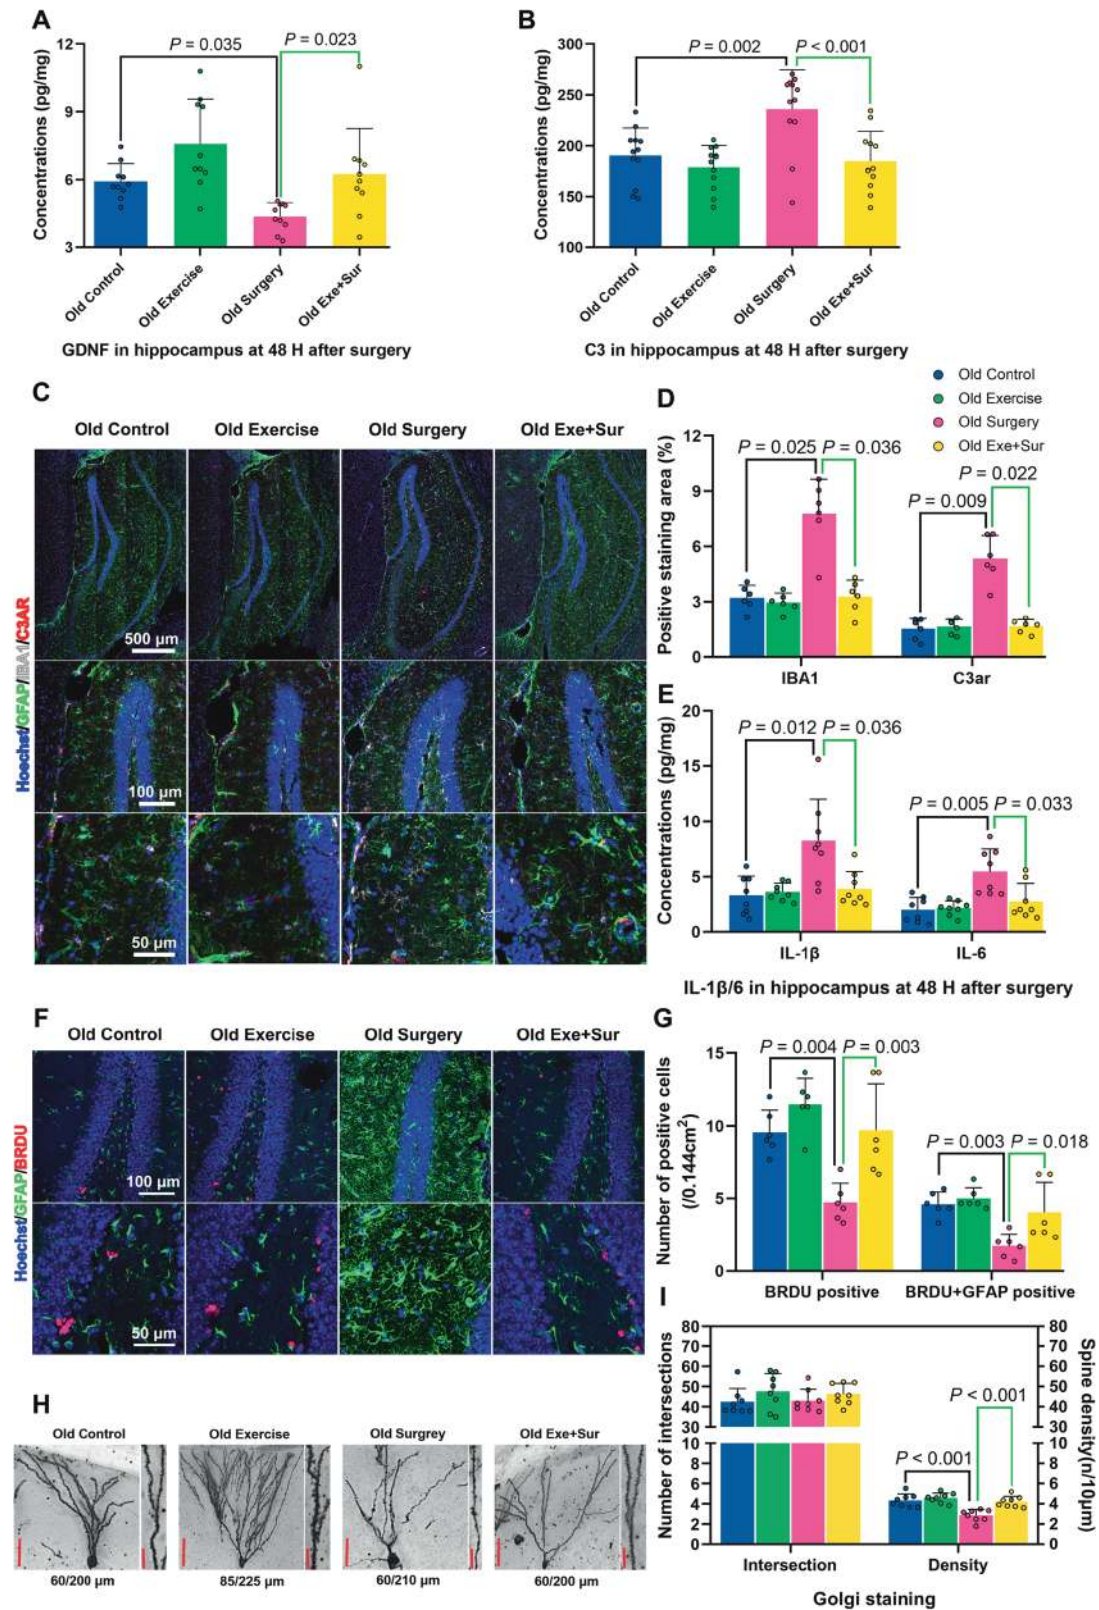 A
B
12
9
6
3
Concentrations (pg/mg)
P = 0.035
P = 0.023
Old Control
Old Exercise
Old Surgery
Old Exe+Sur
GDNF in hippocampus at 48 H after surgery
300
250
200
150
100
Concentrations (pg/mg)
P = 0.002
P < 0.001
Old Control
Old Exercise
Old Surgery
Old Exe+Sur
C3 in hippocampus at 48 H after surgery
C
Old Control
Old Exercise
Old Surgery
Old Exe+Sur
Hoechst/GFAP/IBA1/C3AR
500 µm
100 µm
50 µm
Old Control
Old Exercise
Old Surgery
Old Exe+Sur
D
12
9
6
3
0
Positive staining area (%)
P = 0.025
P = 0.036
P = 0.009
P = 0.022
IBA1
C3ar
E
20
15
10
5
0
Concentrations (pg/mg)
P = 0.012
P = 0.036
P = 0.005
P = 0.033
IL-1β
IL-6
IL-1β/6 in hippocampus at 48 H after surgery
F
Old Control
Old Exercise
Old Surgery
Old Exe+Sur
Hoechst/GFAP/BRDU
100 µm
50 µm
G
15
10
5
0
Number of positive cells
(/0.144cm²)
P = 0.004
P = 0.003
P = 0.003
P = 0.018
BRDU positive
BRDU+GFAP positive
H
Old Control
Old Exercise
Old Surgrey
Old Exe+Sur
60/200 µm
85/225 µm
60/210 µm
60/200 µm
I
80
70
60
50
40
30
10
8
6
4
2
0
Number of intersections
P < 0.001
P < 0.001
80
70
60
50
40
30
10
8
6
4
2
0
Spine density(n/10µm)
Intersection
Density
Golgi staining